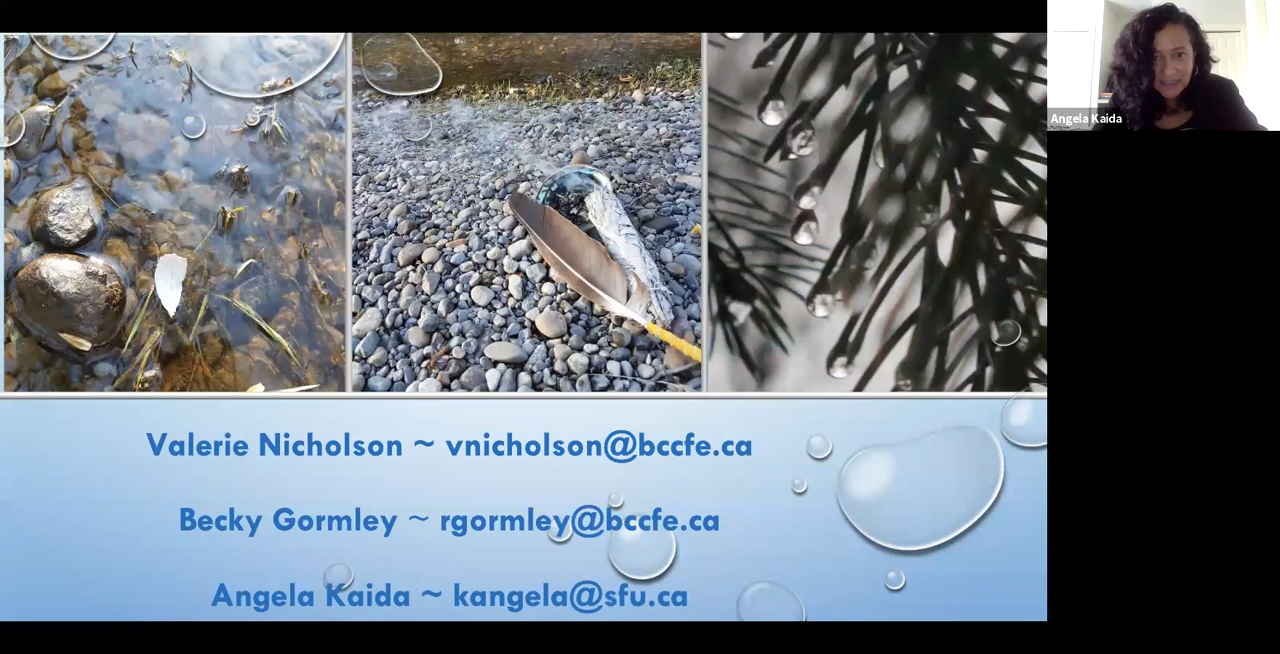 Angela Kaida
Valerie Nicholson ~ vnicholson@bccfe.ca
Becky Gormley ~ rgormley@bccfe.ca
Angela Kaida ~ kangela@sfu.ca